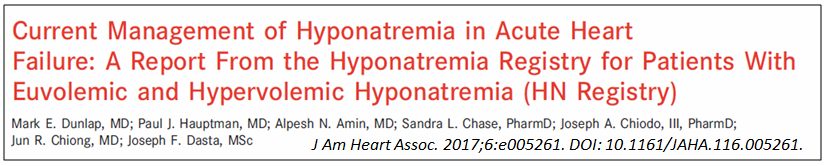 Current Management of Hyponatremia in Acute Heart
Failure: A Report From the Hyponatremia Registry for Patients With
Euvolemic and Hypervolemic Hyponatremia (HN Registry)
Mark E. Dunlap, MD; Paul J. Hauptman, MD; Alpesh N. Amin, MD; Sandra L. Chase, PharmD; Joseph A. Chiodo, III, PharmD;
Jun R. Chiong, MD; Joseph F. Dasta, MSc
J Am Heart Assoc. 2017;6:e005261. DOI: 10.1161/JAHA.116.005261.